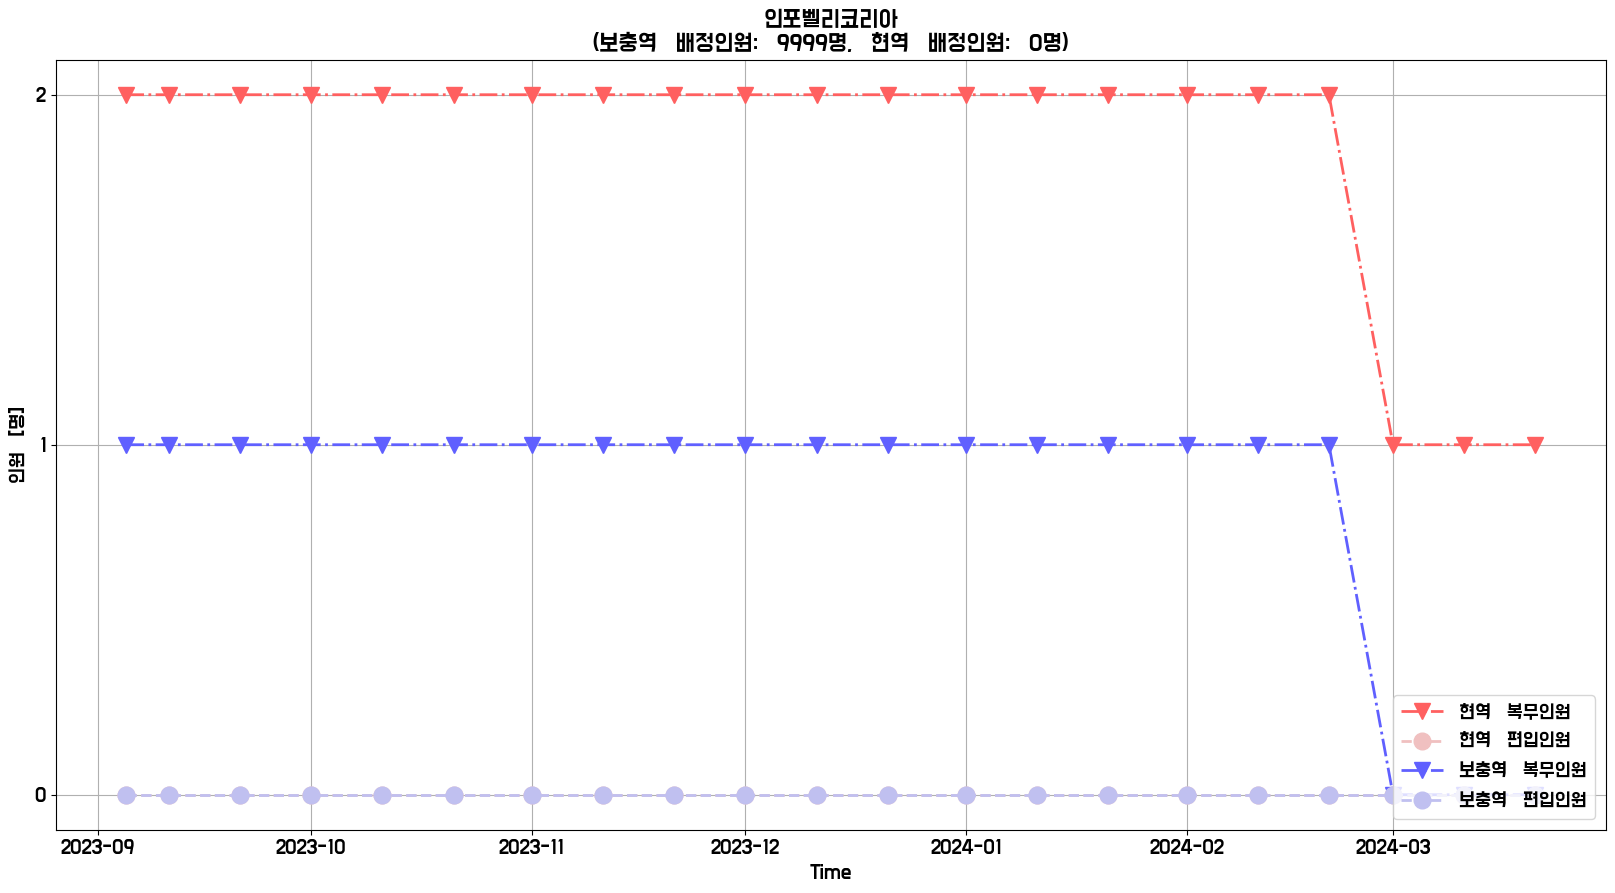 인포벨리코리아
(보충역 배정인원: 9999명, 현역 배정인원: 0명)
인원 [명]
2
1
0
현역 복무인원
현역 편입인원
보충역 복무인원
보충역 편입인원
2023-09 2023-10 2023-11 2023-12 2024-01 2024-02 2024-03
Time